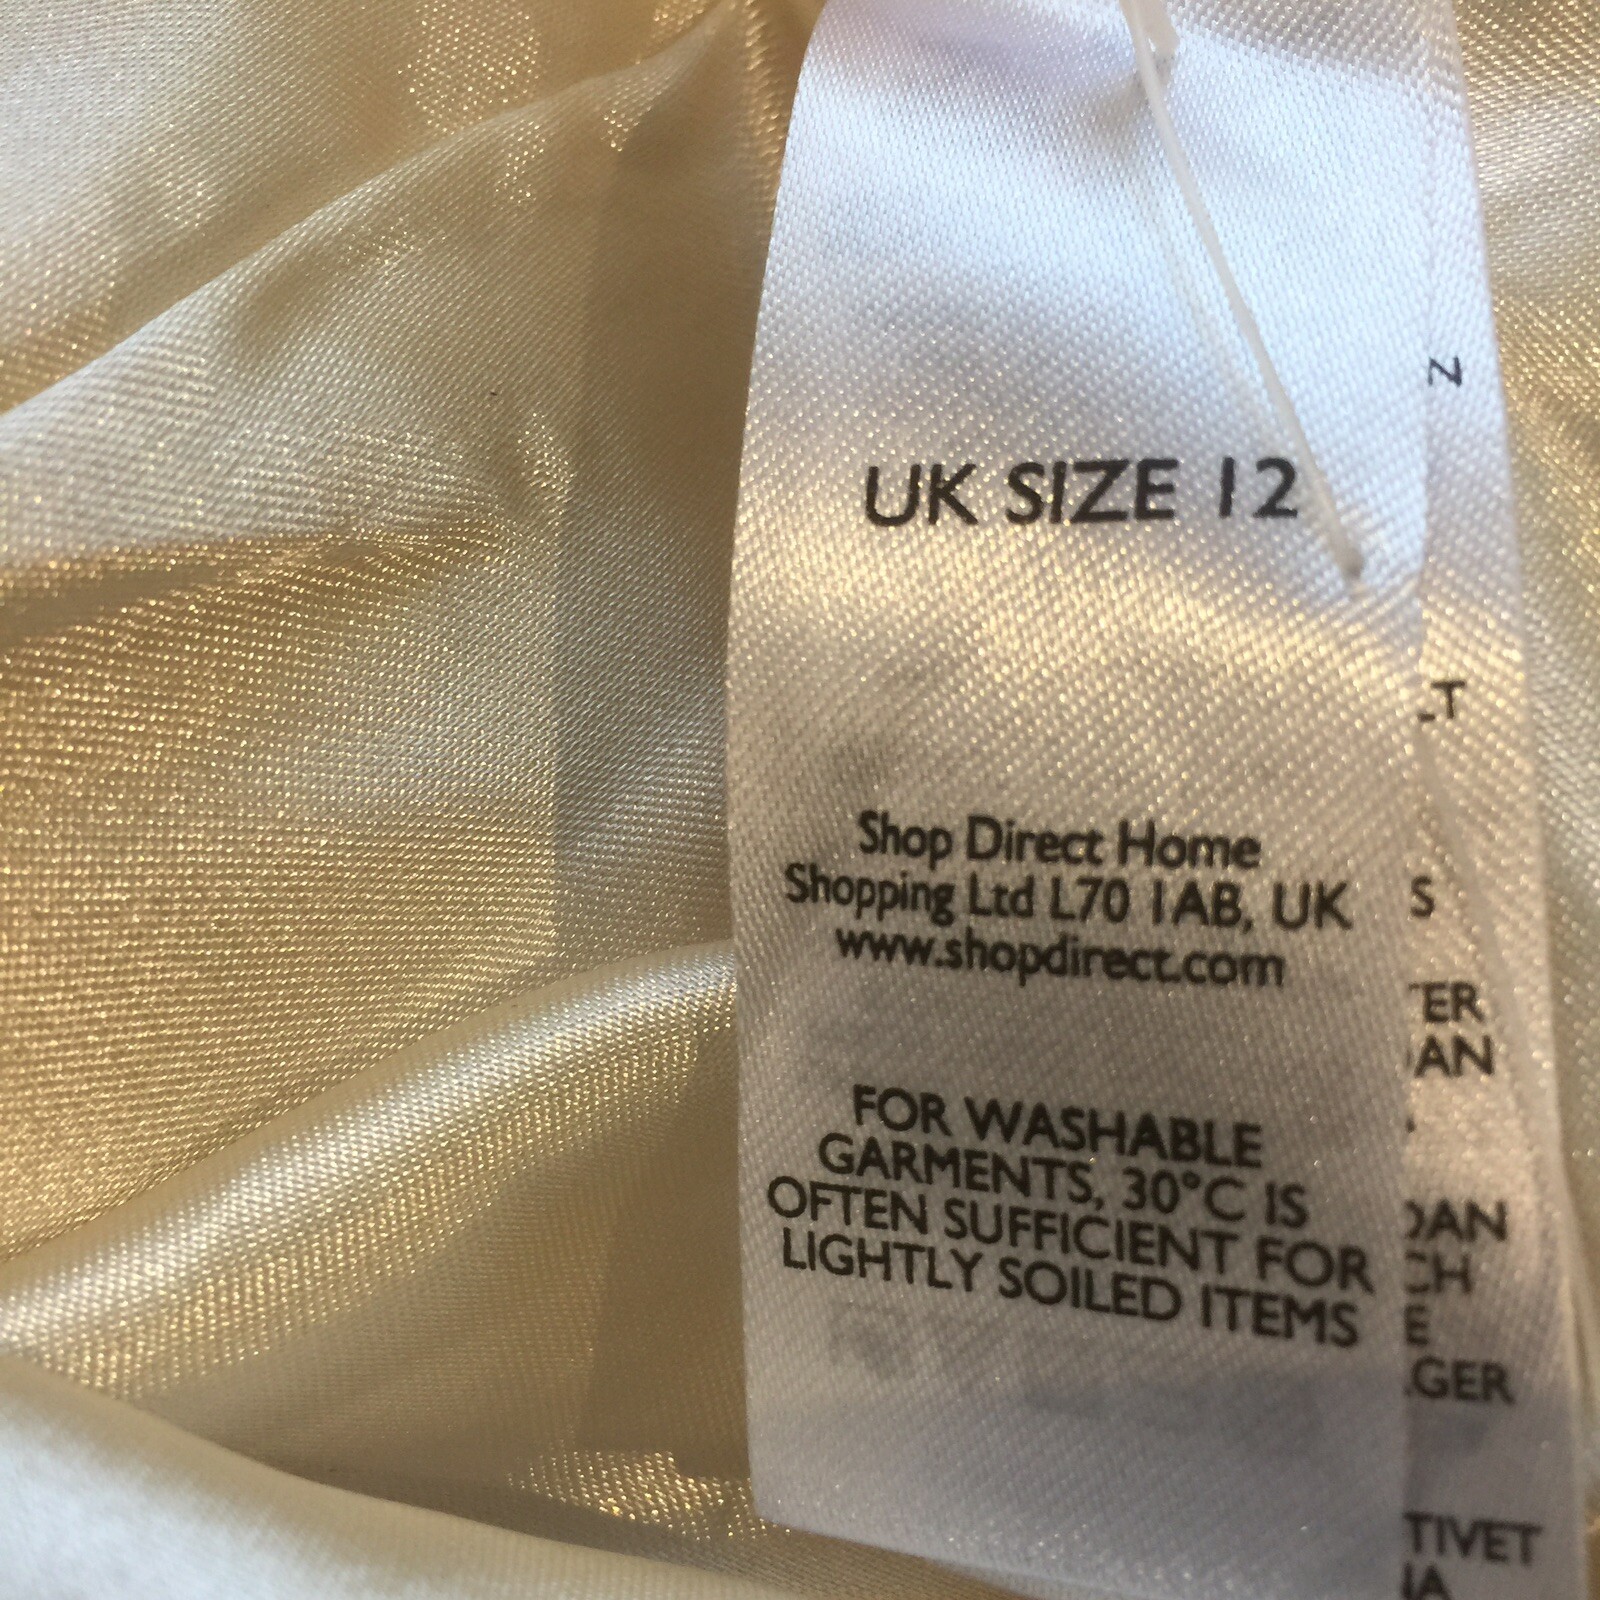 UK SIZE 12
Shop Direct Home
Shopping Ltd L70 1AB, UK
www.shopdirect.com
FOR WASHABLE
GARMENTS, 30°C IS
OFTEN SUFFICIENT FOR
LIGHTLY SOILED ITEMS